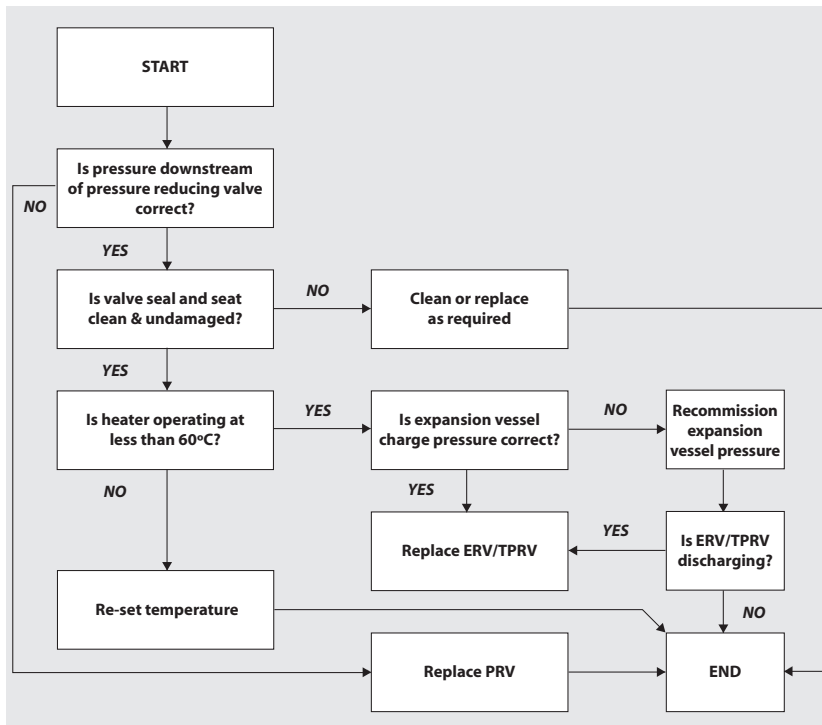 START
Is pressure downstream
of pressure reducing valve
correct?
NO
YES
Is valve seal and seat
clean & undamaged?
NO
Clean or replace
as required
YES
Is heater operating at
less than 60ºC?
YES
Is expansion vessel
charge pressure correct?
NO
Recommission
expansion
vessel pressure
NO
YES
Replace ERV/TPRV
YES
Is ERV/TPRV
discharging?
Re-set temperature
NO
Replace PRV
END